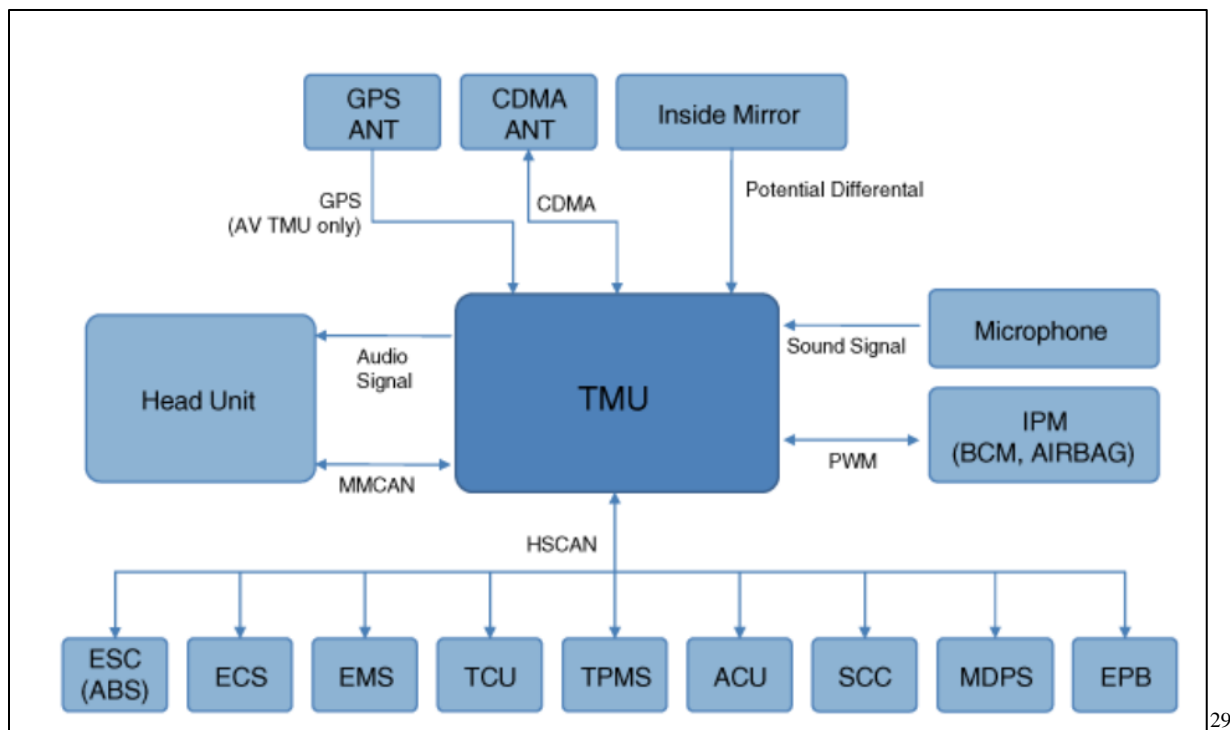 GPS
ANT
CDMA
ANT
Inside Mirror
GPS
(AV TMU only)
CDMA
Potential Differental
Head Unit
Audio
Signal
MMCAN
TMU
Sound Signal
Microphone
PWM
IPM
(BCM, AIRBAG)
HSCAN
ESC
(ABS)
ECS
EMS
TCU
TPMS
ACU
SCC
MDPS
EPB
29